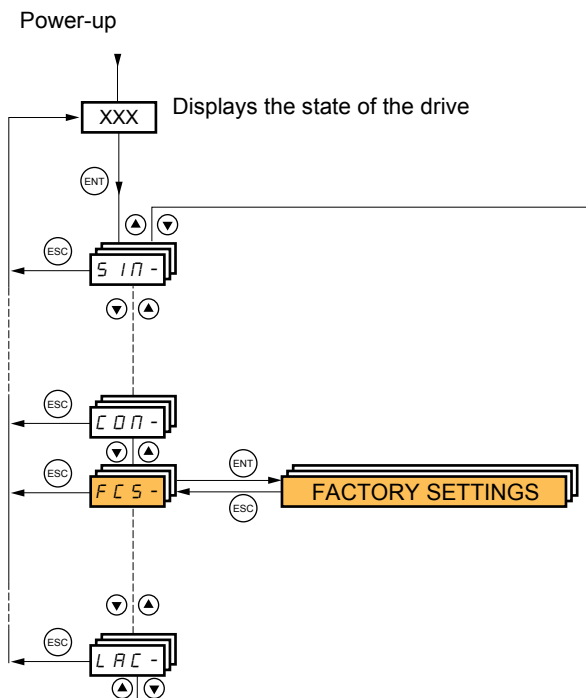 Power-up
XXX
Displays the state of the drive
ENT
ESC
SIM-
ESC
COM-
ESC
FCS-
ENT
ESC
FACTORY SETTINGS
ESC
LAC-